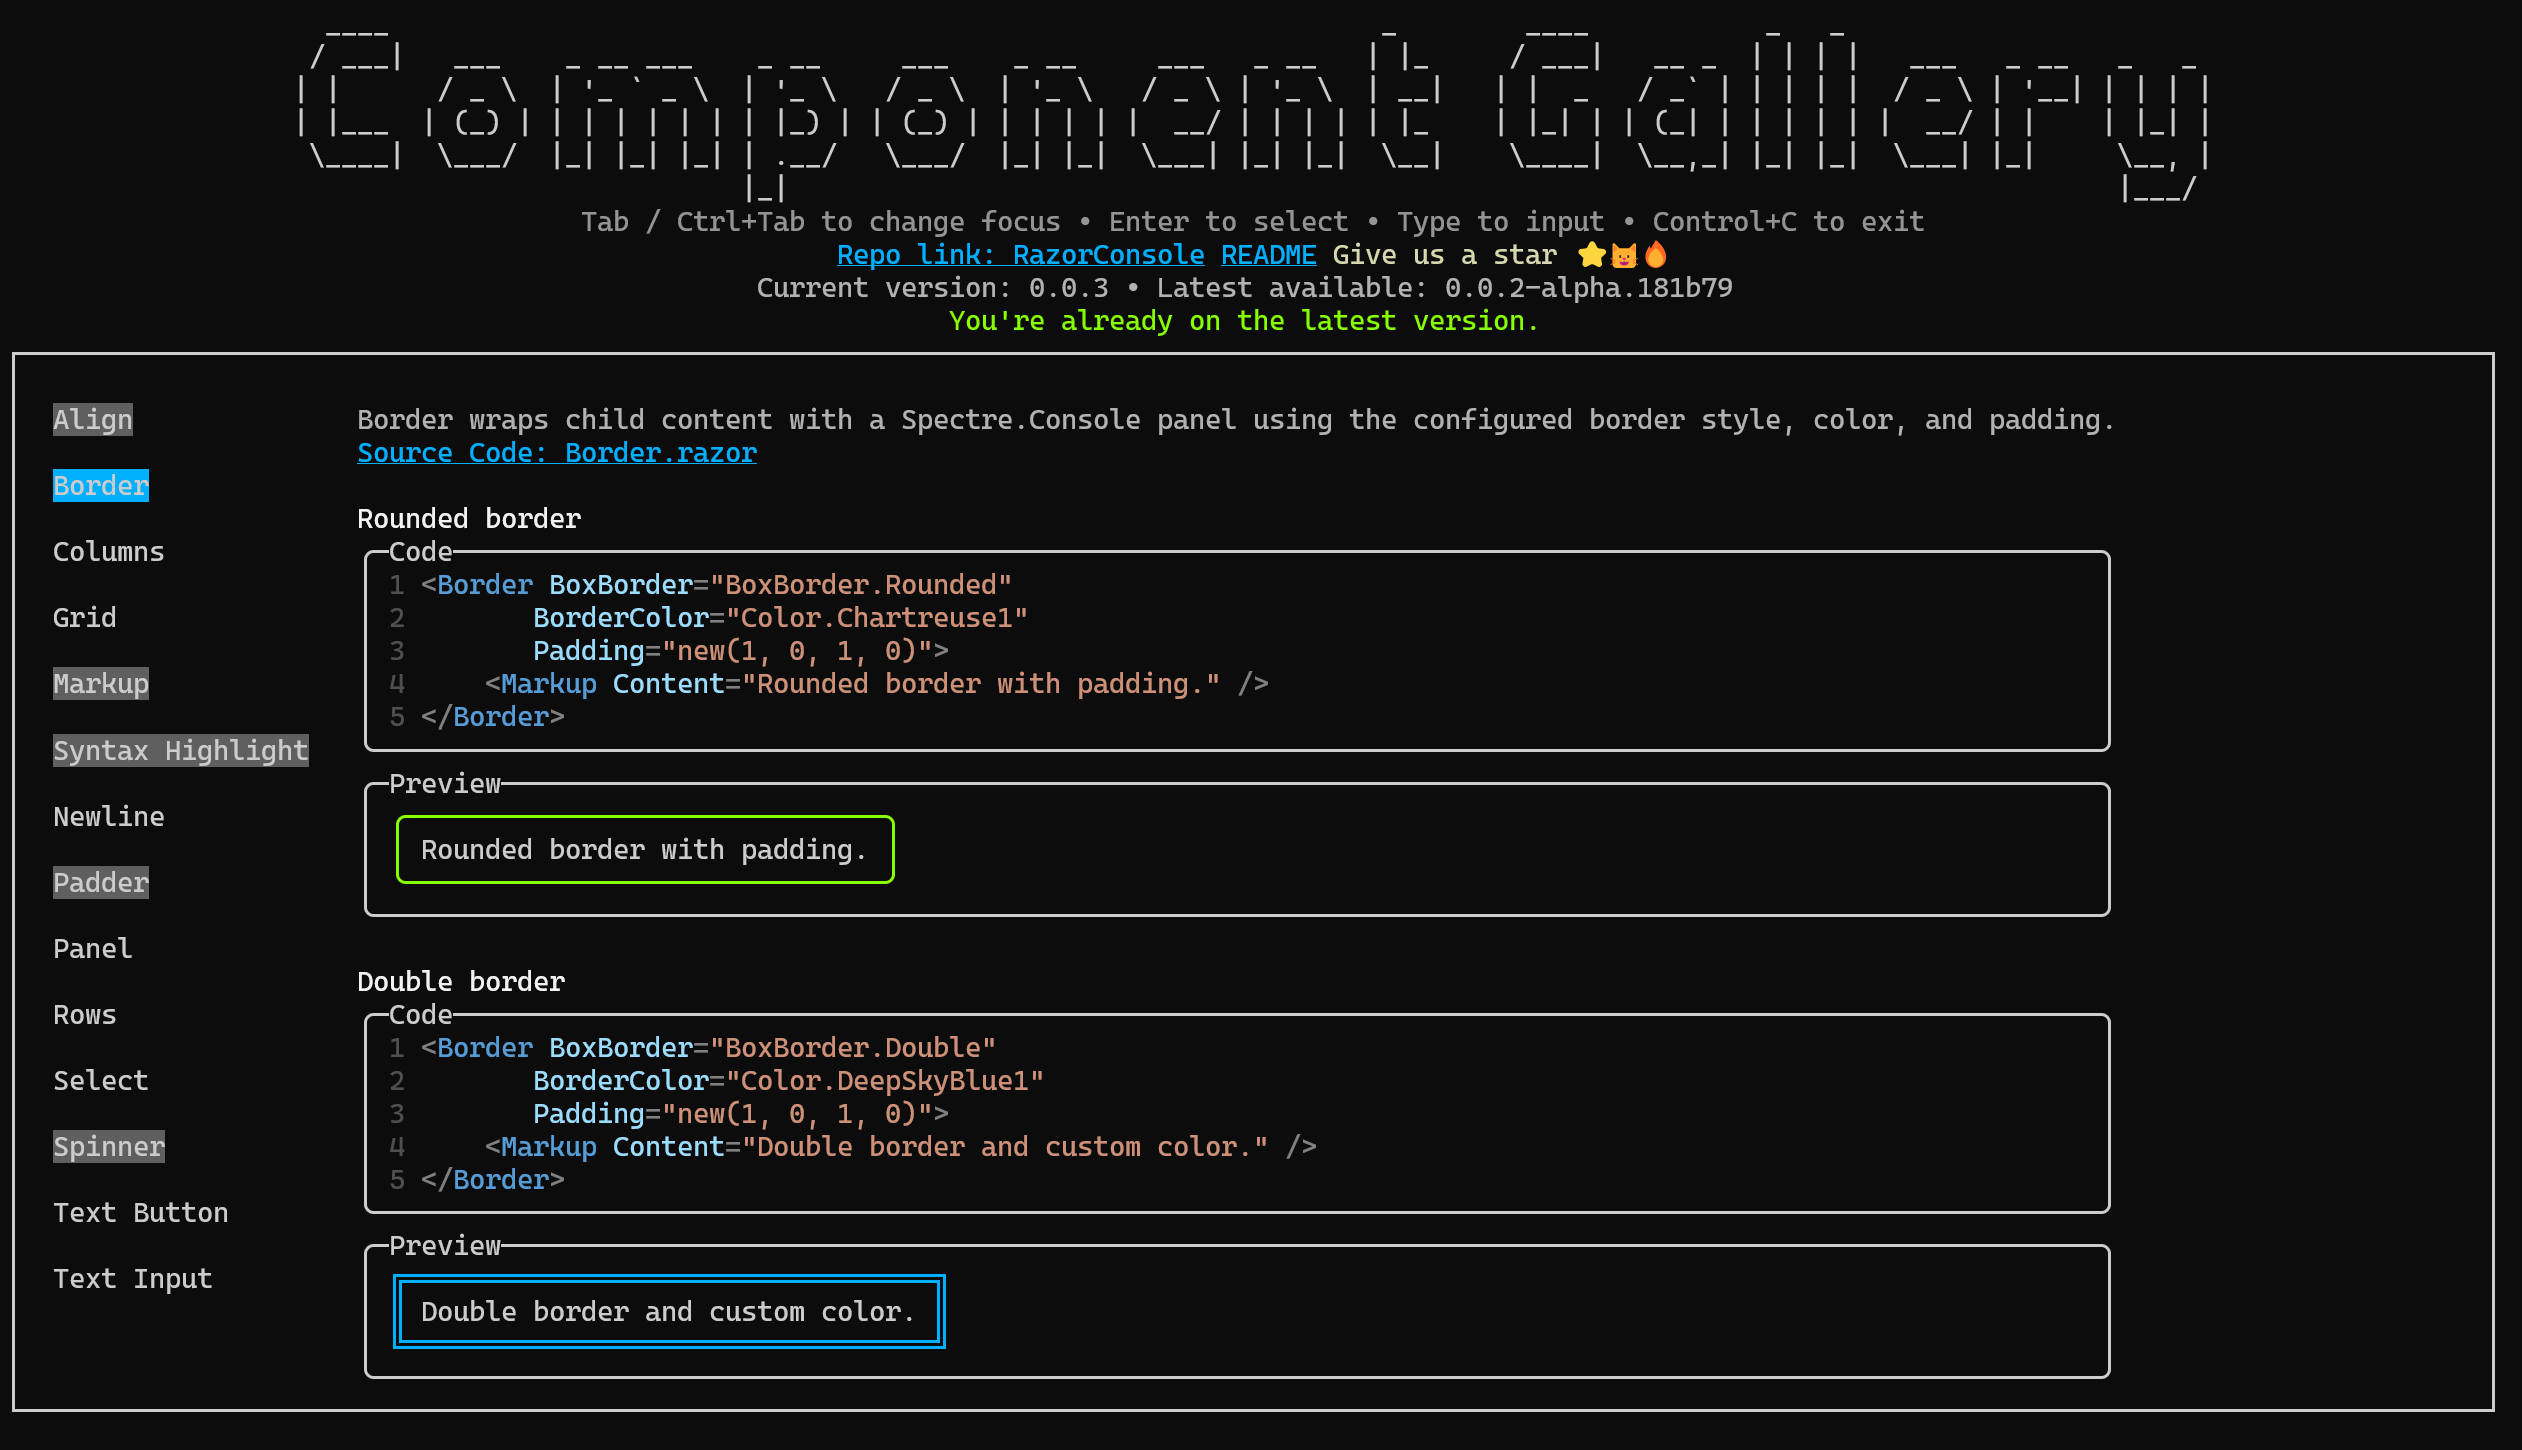 Component Gallery
Tab / Ctrl+Tab to change focus • Enter to select • Type to input • Control+C to exit
Repo link: RazorConsole README Give us a star ⭐😺🔥
Current version: 0.0.3 • Latest available: 0.0.2-alpha.181b79
You're already on the latest version.
Align
Border
Columns
Grid
Markup
Syntax Highlight
Newline
Padder
Panel
Rows
Select
Spinner
Text Button
Text Input
Border wraps child content with a Spectre.Console panel using the configured border style, color, and padding.
Source Code: Border.razor
Rounded border
Code
1 <Border BoxBorder="BoxBorder.Rounded"
2        BorderColor="Color.Chartreuse1"
3        Padding="new(1, 0, 1, 0)">
4     <Markup Content="Rounded border with padding." />
5 </Border>
Preview
Rounded border with padding.
Double border
Code
1 <Border BoxBorder="BoxBorder.Double"
2        BorderColor="Color.DeepSkyBlue1"
3        Padding="new(1, 0, 1, 0)">
4     <Markup Content="Double border and custom color." />
5 </Border>
Preview
Double border and custom color.